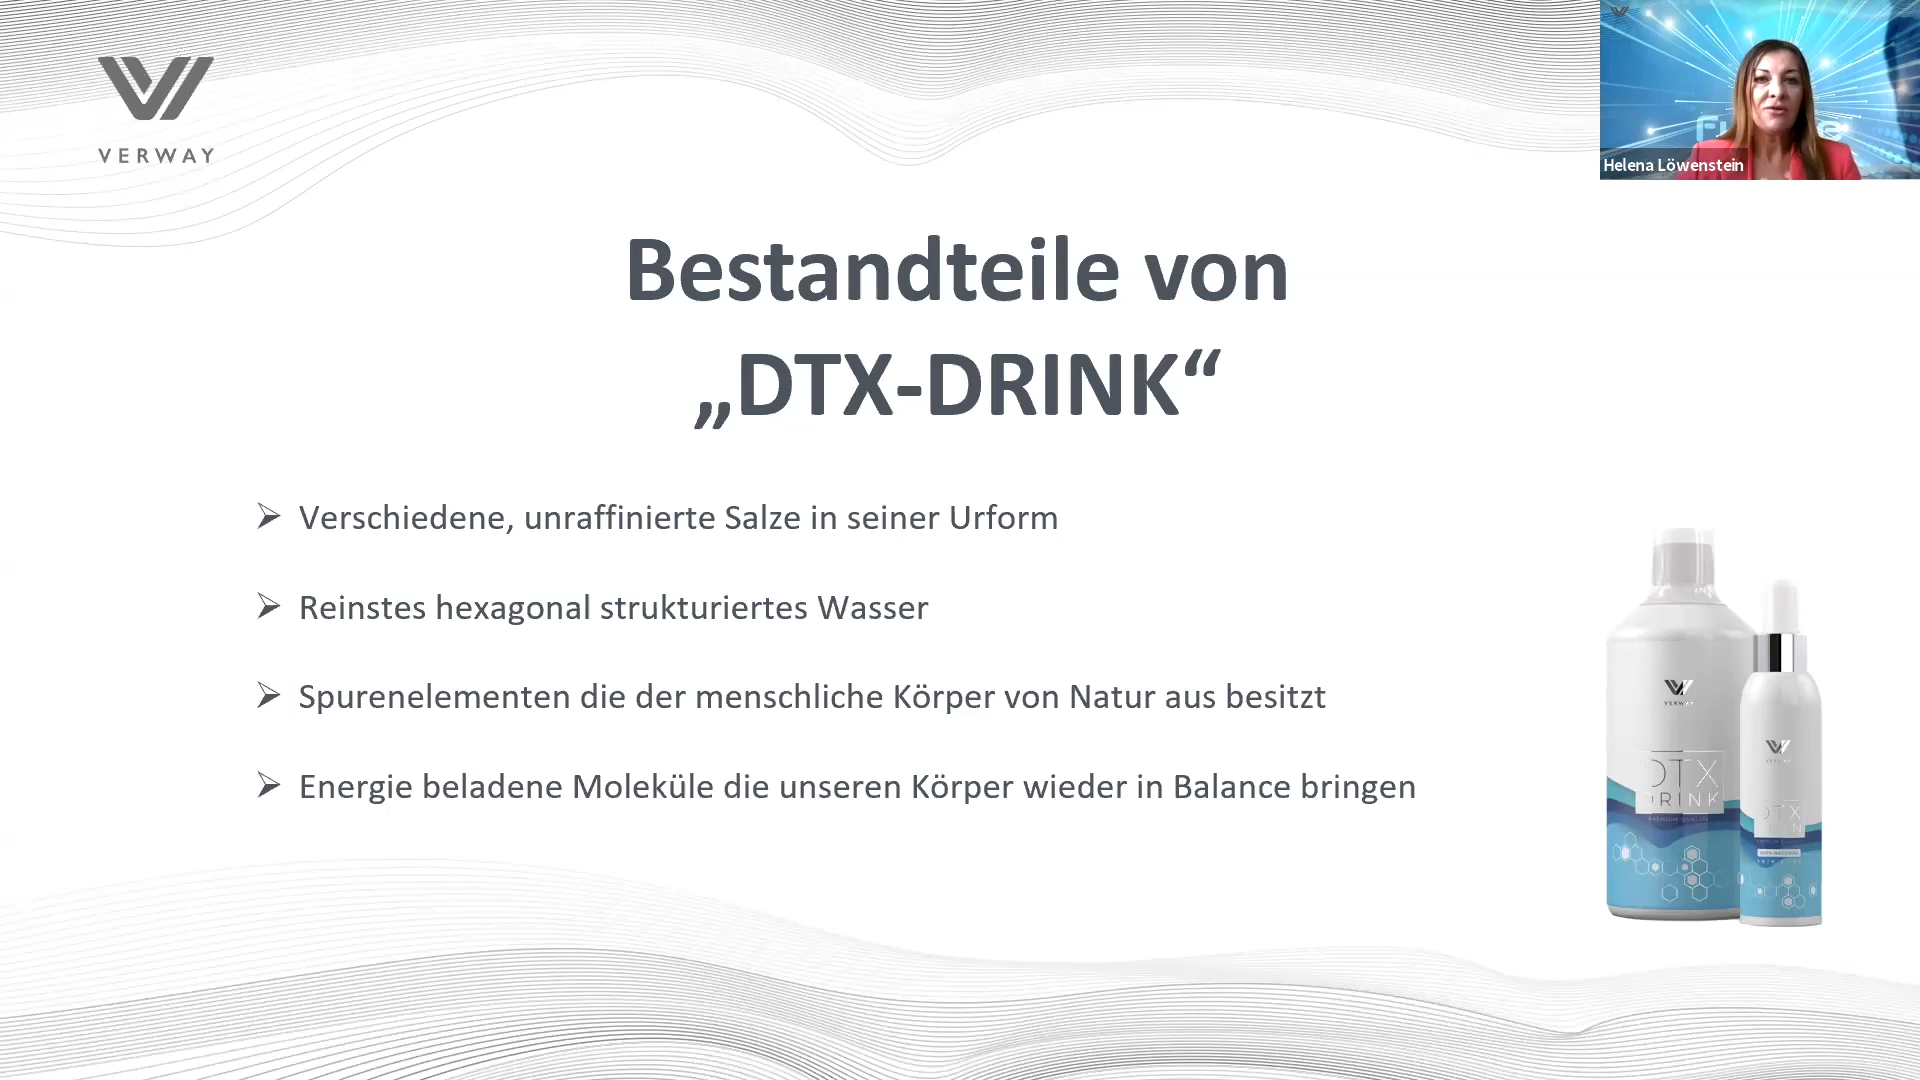 VERWAY
Helena Löwenstein
Bestandteile von
„DTX-DRINK“
Verschiedene, unraffinierte Salze in seiner Urform
Reinstes hexagonal strukturiertes Wasser
Spurenelementen die der menschliche Körper von Natur aus besitzt
Energie beladene Moleküle die unseren Körper wieder in Balance bringen
VERWAY
DTX
DRINK